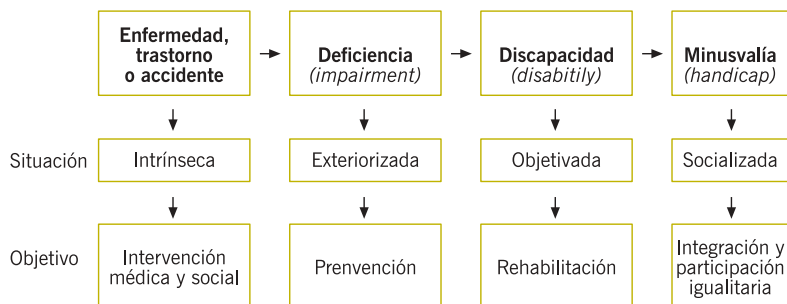 Enfermedad,
trastorno
o accidente
Deficiencia
(impairment)
Discapacidad
(disabitily)
Minusvalía
(handicap)
Situación
Intrínseca
Exteriorizada
Objetivada
Socializada
Objetivo
Intervención
médica y social
Prenvención
Rehabilitación
Integración y
participación
igualitaria